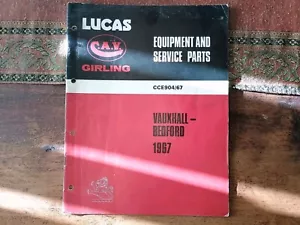 LUCAS
C.A.V.
GIRLING
EQUIPMENT AND
SERVICE PARTS
CCE904/67
VAUXHALL –
BEDFORD
1967